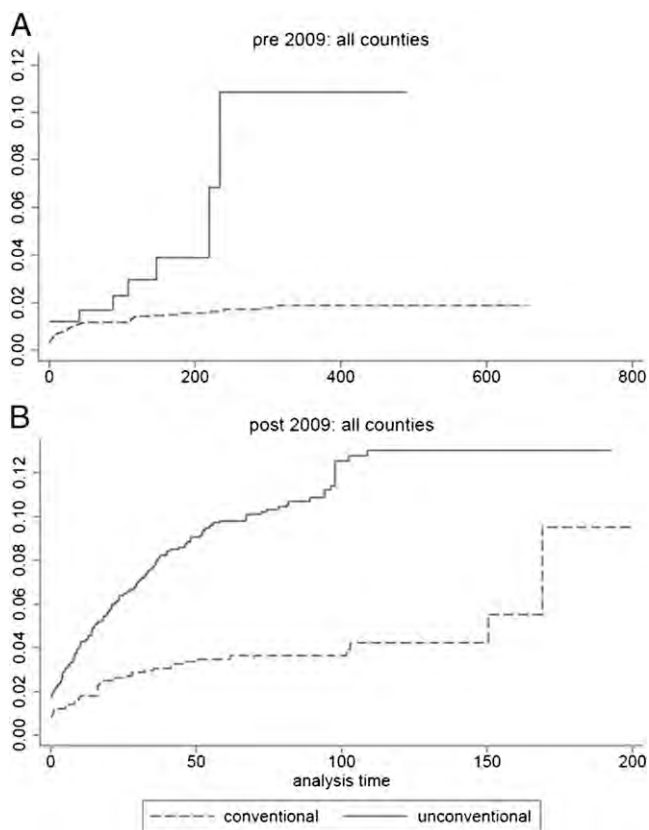 A
pre 2009: all counties
0.12
0.10
0.08
0.06
0.04
0.02
0.00
0 200 400 600 800
B
post 2009: all counties
0.12
0.10
0.08
0.06
0.04
0.02
0.00
0 50 100 150 200
analysis time
conventional unconventional